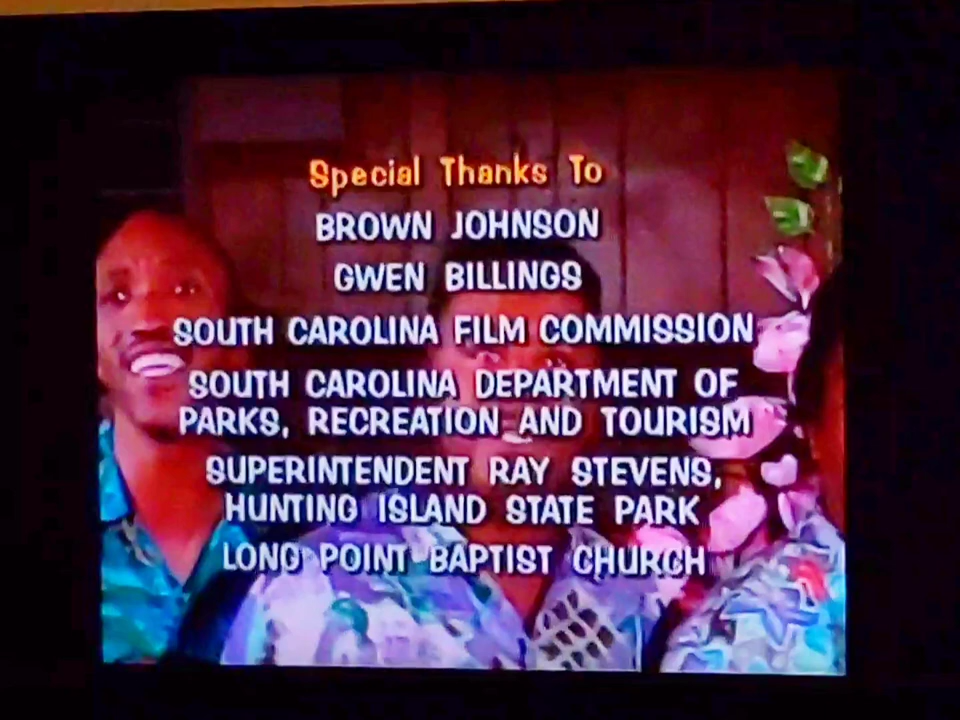 Special Thanks To
BROWN JOHNSON
GWEN BILLINGS
SOUTH CAROLINA FILM COMMISSION
SOUTH CAROLINA DEPARTMENT OF
PARKS, RECREATION AND TOURISM
SUPERINTENDENT RAY STEVENS,
HUNTING ISLAND STATE PARK
LONG POINT BAPTIST CHURCH